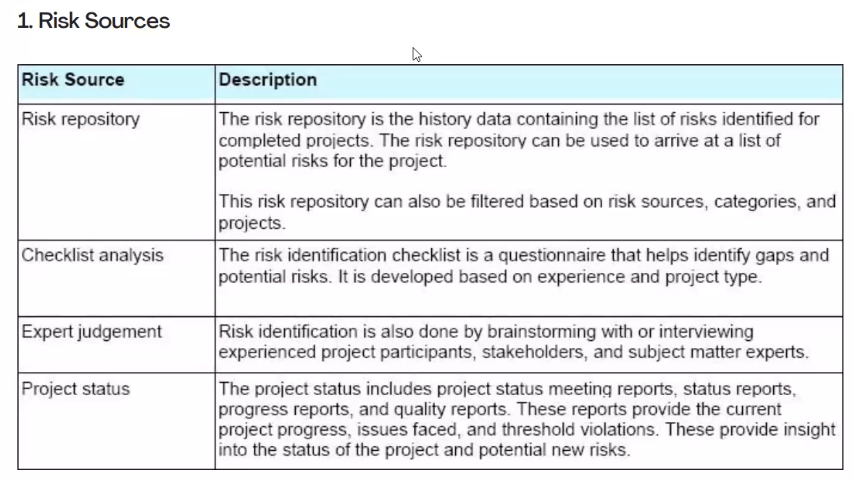 1. Risk Sources
Risk Source
Description
Risk repository
The risk repository is the history data containing the list of risks identified for
completed projects. The risk repository can be used to arrive at a list of
potential risks for the project.
This risk repository can also be filtered based on risk sources, categories, and
projects.
Checklist analysis
The risk identification checklist is a questionnaire that helps identify gaps and
potential risks. It is developed based on experience and project type.
Expert judgement
Risk identification is also done by brainstorming with or interviewing
experienced project participants, stakeholders, and subject matter experts.
Project status
The project status includes project status meeting reports, status reports,
progress reports, and quality reports. These reports provide the current
project progress, issues faced, and threshold violations. These provide insight
into the status of the project and potential new risks.